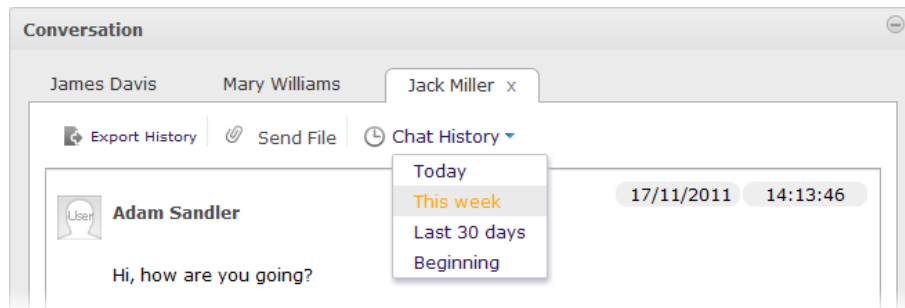 Conversation
James Davis Mary Williams Jack Miller x
Export History Send File Chat History
Today
This week
Last 30 days
Beginning
User
Adam Sandler
17/11/2011 14:13:46
Hi, how are you going?